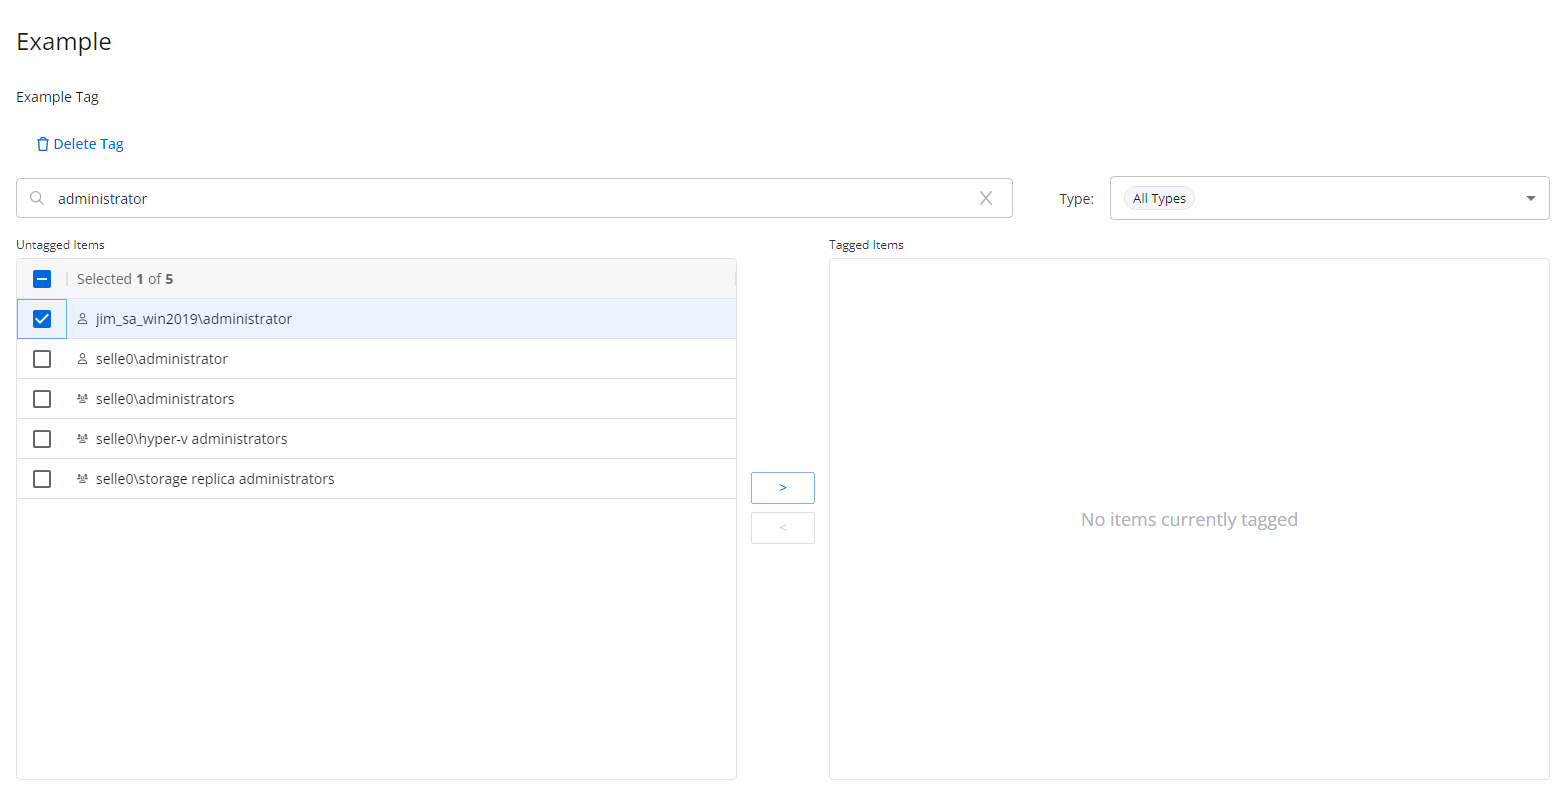 Example
Example Tag
Delete Tag
administrator
Type:
All Types
Untagged Items
Selected 1 of 5
jim_sa_win2019\administrator
selle0\administrator
selle0\administrators
selle0\hyper-v administrators
selle0\storage replica administrators
>
<
Tagged Items
No items currently tagged